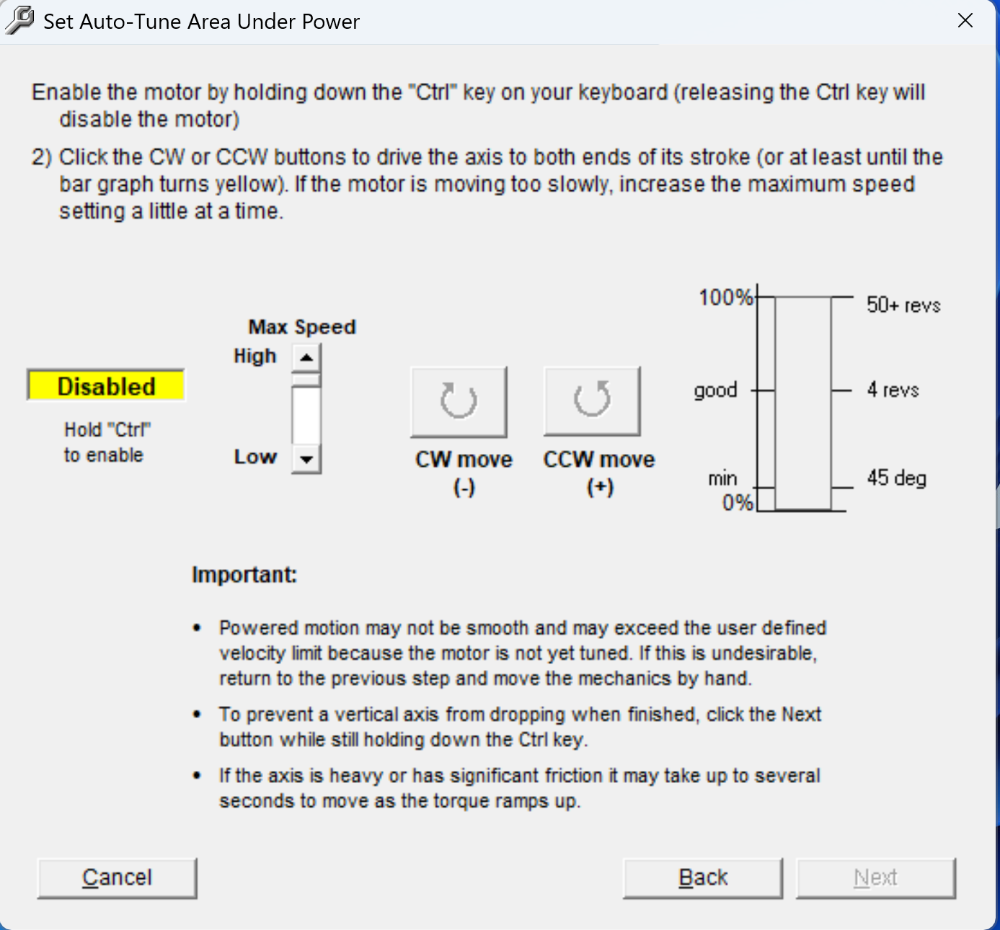 Set Auto-Tune Area Under Power
Enable the motor by holding down the "Ctrl" key on your keyboard (releasing the Ctrl key will
disable the motor)
2) Click the CW or CCW buttons to drive the axis to both ends of its stroke (or at least until the
bar graph turns yellow). If the motor is moving too slowly, increase the maximum speed
setting a little at a time.
Disabled
Hold "Ctrl"
to enable
Max Speed
High
Low
CW move
(-)
CCW move
(+)
100%
50+ revs
good
4 revs
min
45 deg
0%
Important:
• Powered motion may not be smooth and may exceed the user defined
velocity limit because the motor is not yet tuned. If this is undesirable,
return to the previous step and move the mechanics by hand.
• To prevent a vertical axis from dropping when finished, click the Next
button while still holding down the Ctrl key.
• If the axis is heavy or has significant friction it may take up to several
seconds to move as the torque ramps up.
Cancel
Back
Next